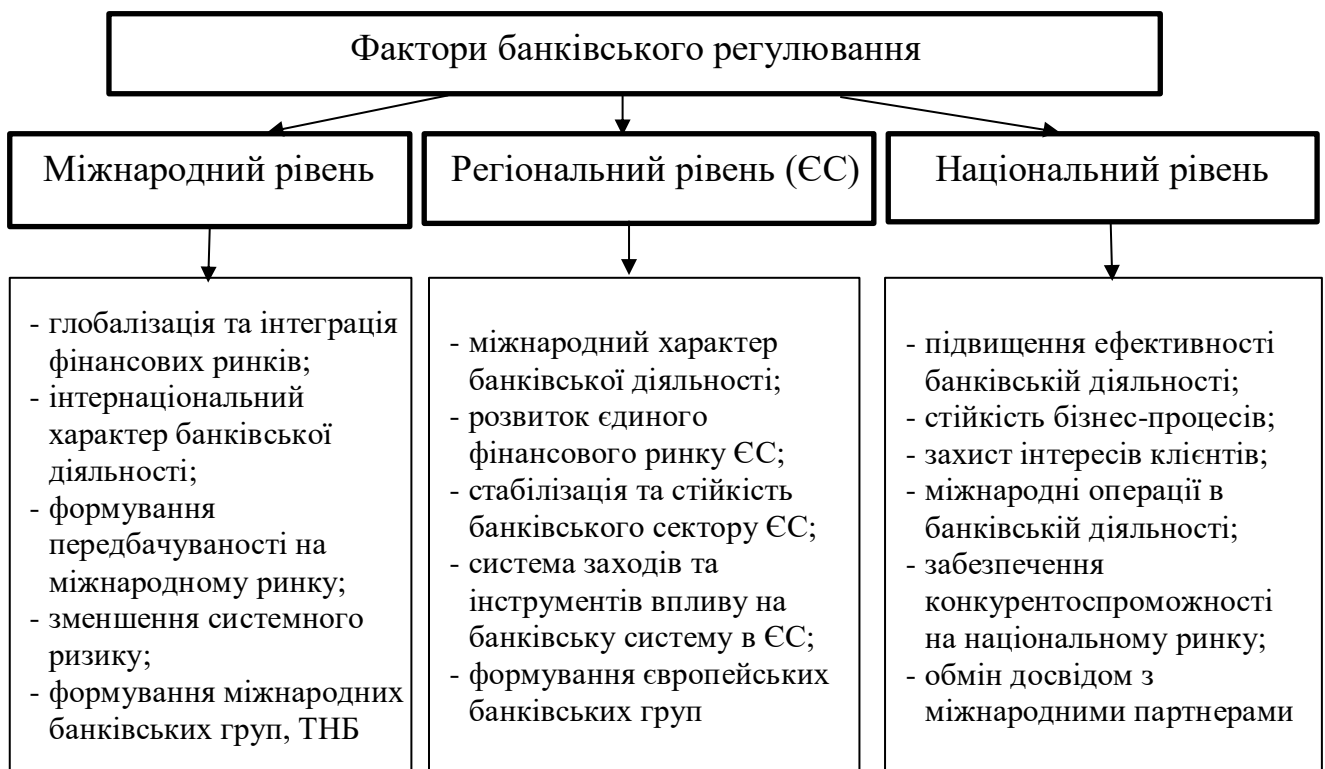 Фактори банківського регулювання
Міжнародний рівень
Регіональний рівень (ЄС)
Національний рівень
- глобалізація та інтеграція
фінансових ринків;
- інтернаціональний
характер банківської
діяльності;
- формування
передбачуваності на
міжнародному ринку;
- зменшення системного
ризику;
- формування міжнародних
банківських груп, ТНБ
- міжнародний характер
банківської діяльності;
- розвиток єдиного
фінансового ринку ЄС;
- стабілізація та стійкість
банківського сектору ЄС;
- система заходів та
інструментів впливу на
банківську систему в ЄС;
- формування європейських
банківських груп
- підвищення ефективності
банківській діяльності;
- стійкість бізнес-процесів;
- захист інтересів клієнтів;
- міжнародні операції в
банківській діяльності;
- забезпечення
конкурентоспроможності
на національному ринку;
- обмін досвідом з
міжнародними партнерами